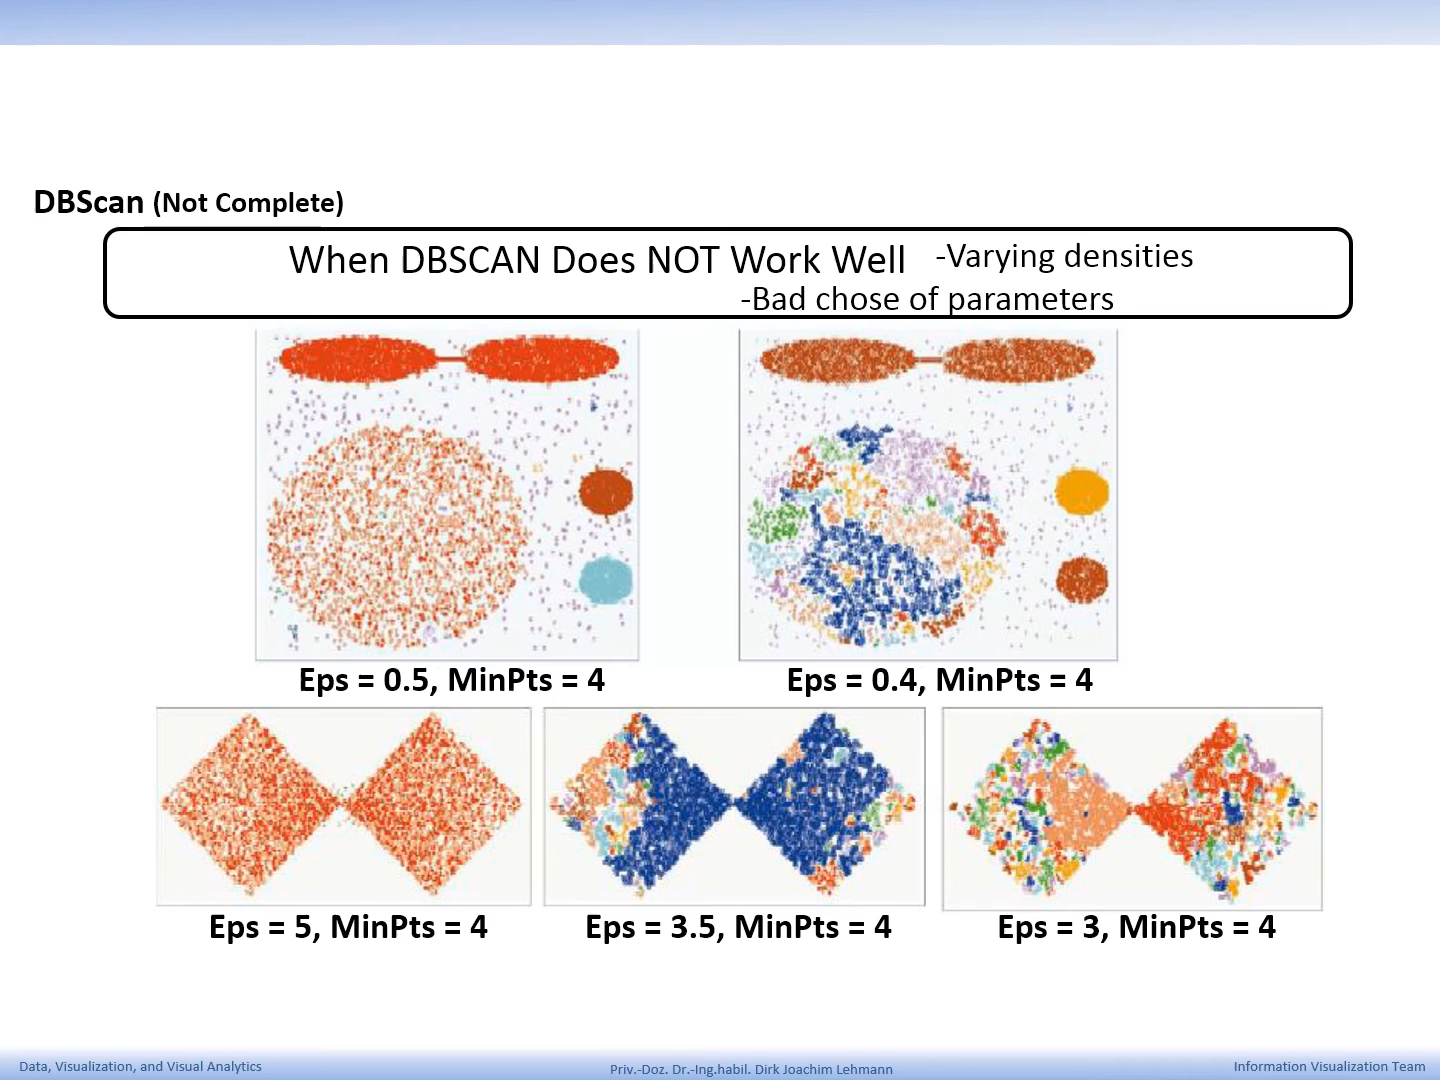 DBScan (Not Complete)
When DBSCAN Does NOT Work Well -Varying densities
-Bad chose of parameters
Eps = 0.5, MinPts = 4
Eps = 0.4, MinPts = 4
Eps = 5, MinPts = 4
Eps = 3.5, MinPts = 4
Eps = 3, MinPts = 4
Data, Visualization, and Visual Analytics
Priv.-Doz. Dr.-Ing.habil. Dirk Joachim Lehmann
Information Visualization Team